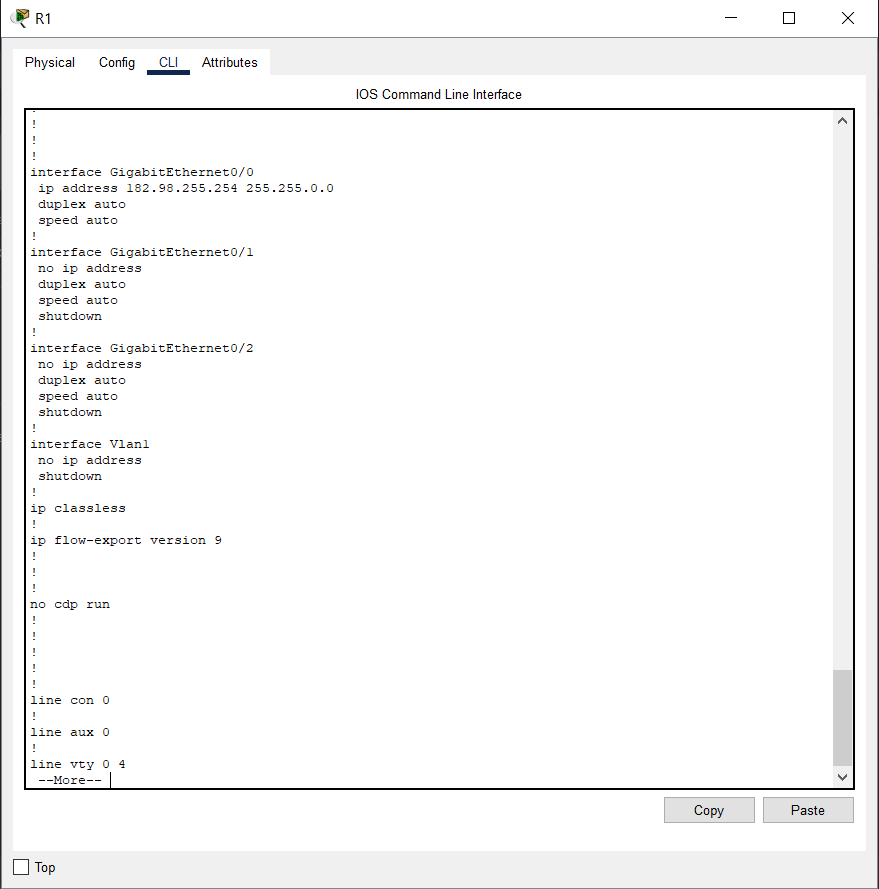 R1
Physical Config CLI Attributes
IOS Command Line Interface
!
!
!
!
interface GigabitEthernet0/0
 ip address 182.98.255.254 255.255.0.0
 duplex auto
 speed auto
!
interface GigabitEthernet0/1
 no ip address
 duplex auto
 speed auto
 shutdown
!
interface GigabitEthernet0/2
 no ip address
 duplex auto
 speed auto
 shutdown
!
interface Vlan1
 no ip address
 shutdown
!
ip classless
!
ip flow-export version 9
!
!
!
no cdp run
!
!
!
!
!
line con 0
!
line aux 0
!
line vty 0 4
 --More--
Copy Paste
Top